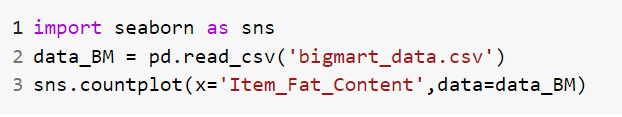 1 import seaborn as sns
2 data_BM = pd.read_csv('bigmart_data.csv')
3 sns.countplot(x='Item_Fat_Content',data=data_BM)